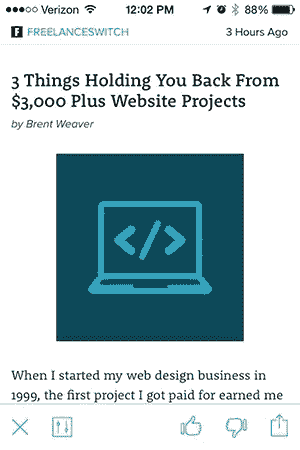 Verizon 12:02 PM 88%
F FREELANCESWITCH 3 Hours Ago
3 Things Holding You Back From
$3,000 Plus Website Projects
by Brent Weaver
</>
When I started my web design business in
1999, the first project I got paid for earned me